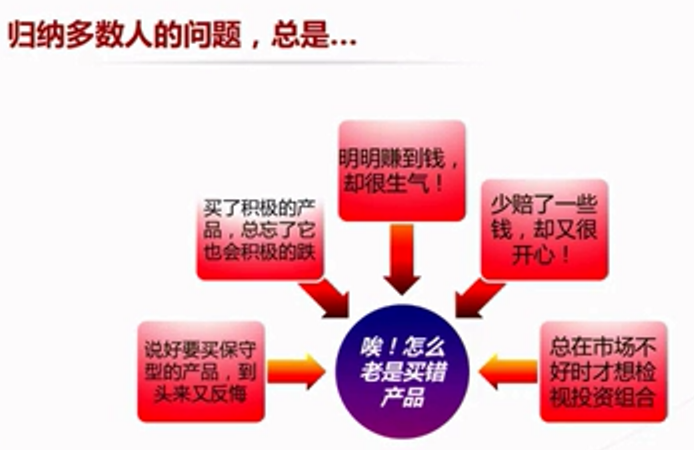 归纳多数人的问题，总是...
明明赚到钱，
却很生气！
买了积极的产
品，总忘了它
也会积极的跌
少赔了一些
钱，却又很
开心！
说好要买保守
型的产品，到
头来又反悔
唉！怎么
老是买错
产品
总在市场不
好时才想检
视投资组合